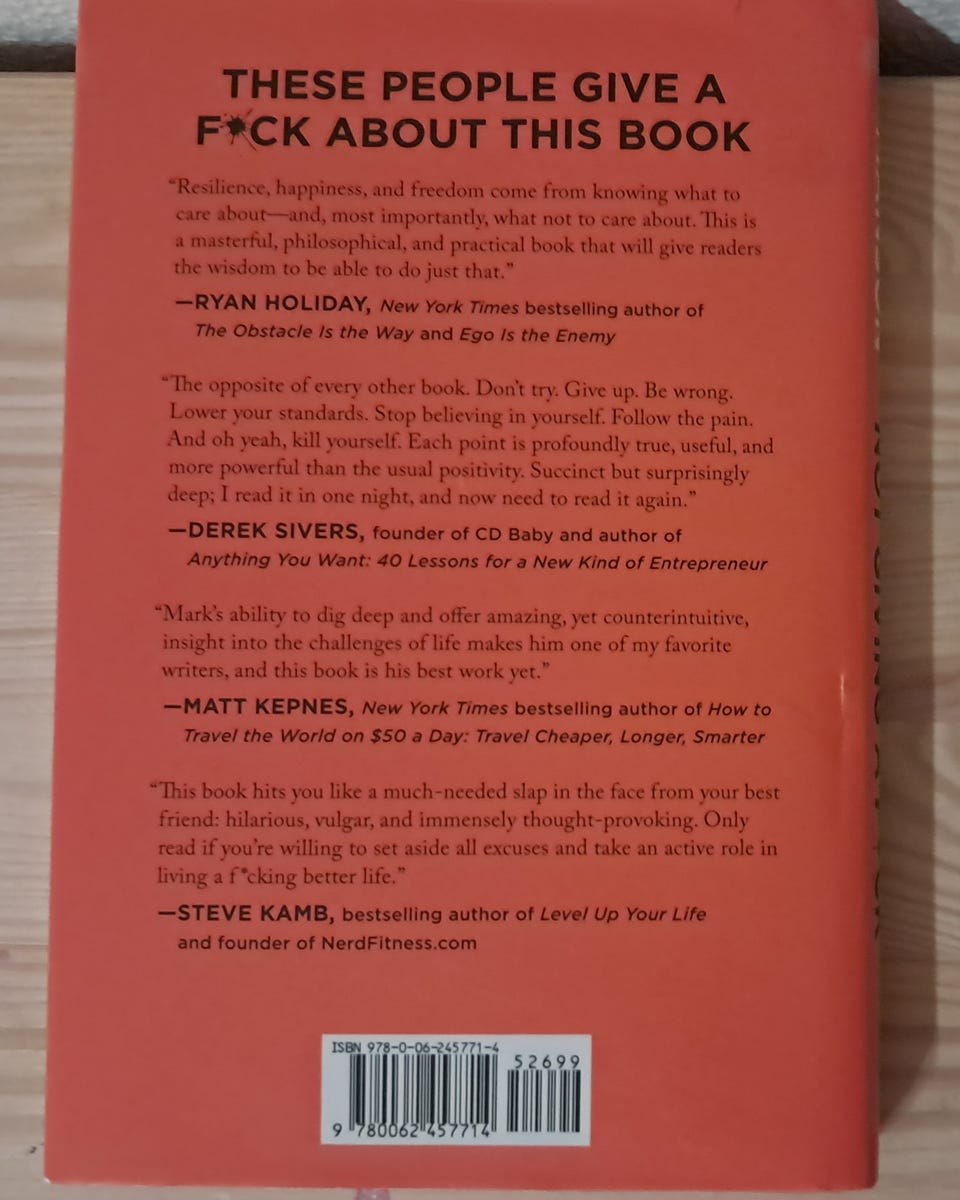 THESE PEOPLE GIVE A
F*CK ABOUT THIS BOOK
“Resilience, happiness, and freedom come from knowing what to
care about—and, most importantly, what not to care about. This is
a masterful, philosophical, and practical book that will give readers
the wisdom to be able to do just that.”
—RYAN HOLIDAY, New York Times bestselling author of
The Obstacle Is the Way and Ego Is the Enemy
“The opposite of every other book. Don’t try. Give up. Be wrong.
Lower your standards. Stop believing in yourself. Follow the pain.
And oh yeah, kill yourself. Each point is profoundly true, useful, and
more powerful than the usual positivity. Succinct but surprisingly
deep; I read it in one night, and now need to read it again.”
—DEREK SIVERS, founder of CD Baby and author of
Anything You Want: 40 Lessons for a New Kind of Entrepreneur
“Mark’s ability to dig deep and offer amazing, yet counterintuitive,
insight into the challenges of life makes him one of my favorite
writers, and this book is his best work yet.”
—MATT KEPNES, New York Times bestselling author of How to
Travel the World on $50 a Day: Travel Cheaper, Longer, Smarter
“This book hits you like a much-needed slap in the face from your best
friend: hilarious, vulgar, and immensely thought-provoking. Only
read if you’re willing to set aside all excuses and take an active role in
living a f*cking better life.”
—STEVE KAMB, bestselling author of Level Up Your Life
and founder of NerdFitness.com
ISBN 978-0-06-245771-4
52699
9 780062 457714